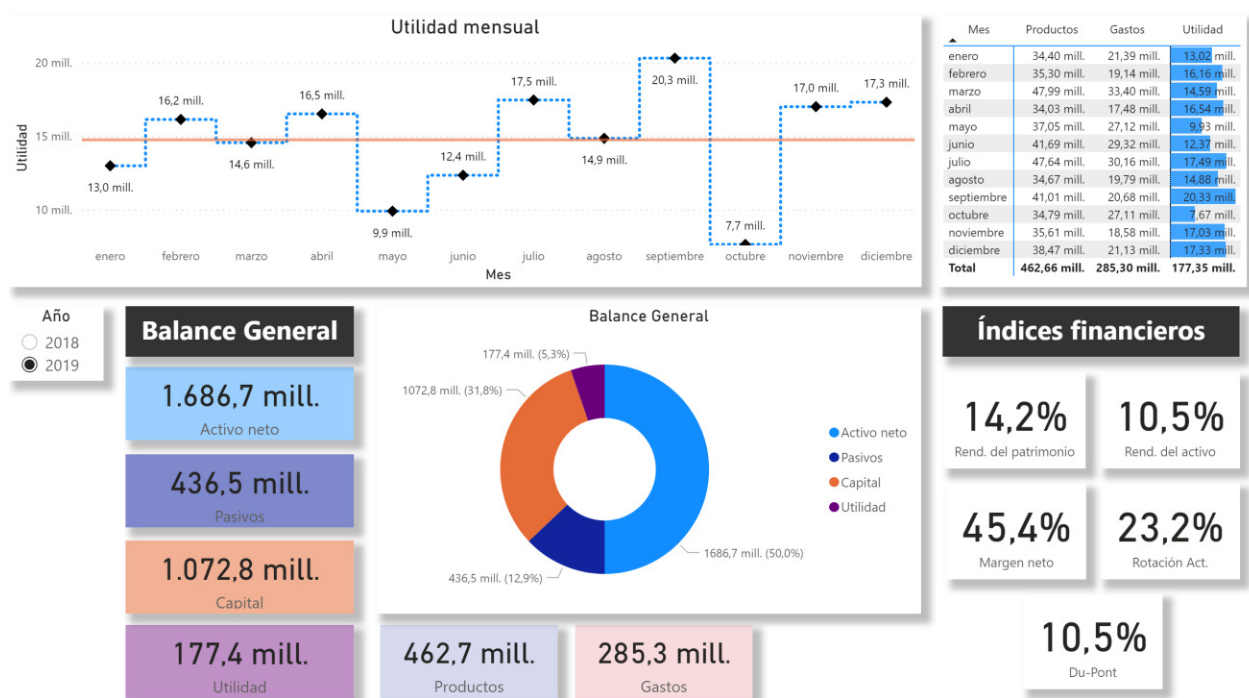 Utilidad mensual
Utilidad
20 mill.
15 mill.
10 mill.
13,0 mill.
16,2 mill.
14,6 mill.
16,5 mill.
9,9 mill.
12,4 mill.
17,5 mill.
14,9 mill.
20,3 mill.
7,7 mill.
17,0 mill.
17,3 mill.
enero febrero marzo abril mayo junio julio agosto septiembre octubre noviembre diciembre
Mes
Mes Productos Gastos Utilidad
enero 34,40 mill. 21,39 mill. 13,02 mill.
febrero 35,30 mill. 19,14 mill. 16,16 mill.
marzo 47,99 mill. 33,40 mill. 14,59 mill.
abril 34,03 mill. 17,48 mill. 16,54 mill.
mayo 37,05 mill. 27,12 mill. 9,93 mill.
junio 41,69 mill. 29,32 mill. 12,37 mill.
julio 47,64 mill. 30,16 mill. 17,49 mill.
agosto 34,67 mill. 19,79 mill. 14,88 mill.
septiembre 41,01 mill. 20,68 mill. 20,33 mill.
octubre 34,79 mill. 27,11 mill. 7,67 mill.
noviembre 35,61 mill. 18,58 mill. 17,03 mill.
diciembre 38,47 mill. 21,13 mill. 17,33 mill.
Total 462,66 mill. 285,30 mill. 177,35 mill.
Año
2018
2019
Balance General
1.686,7 mill.
Activo neto
436,5 mill.
Pasivos
1.072,8 mill.
Capital
177,4 mill.
Utilidad
Balance General
177,4 mill. (5,3%)
1072,8 mill. (31,8%)
436,5 mill. (12,9%)
1686,7 mill. (50,0%)
Activo neto
Pasivos
Capital
Utilidad
462,7 mill.
Productos
285,3 mill.
Gastos
Índices financieros
14,2%
Rend. del patrimonio
10,5%
Rend. del activo
45,4%
Margen neto
23,2%
Rotación Act.
10,5%
Du-Pont